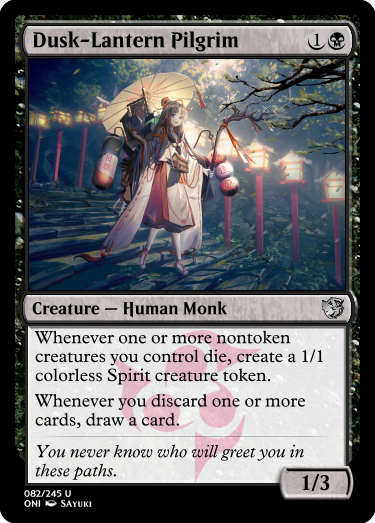 Dusk-Lantern Pilgrim 1
Creature — Human Monk
Whenever one or more nontoken
creatures you control die, create a 1/1
colorless Spirit creature token.
Whenever you discard one or more
cards, draw a card.
You never know who will greet you in
these paths.
1/3
082/245 U
ONI SAYUKI